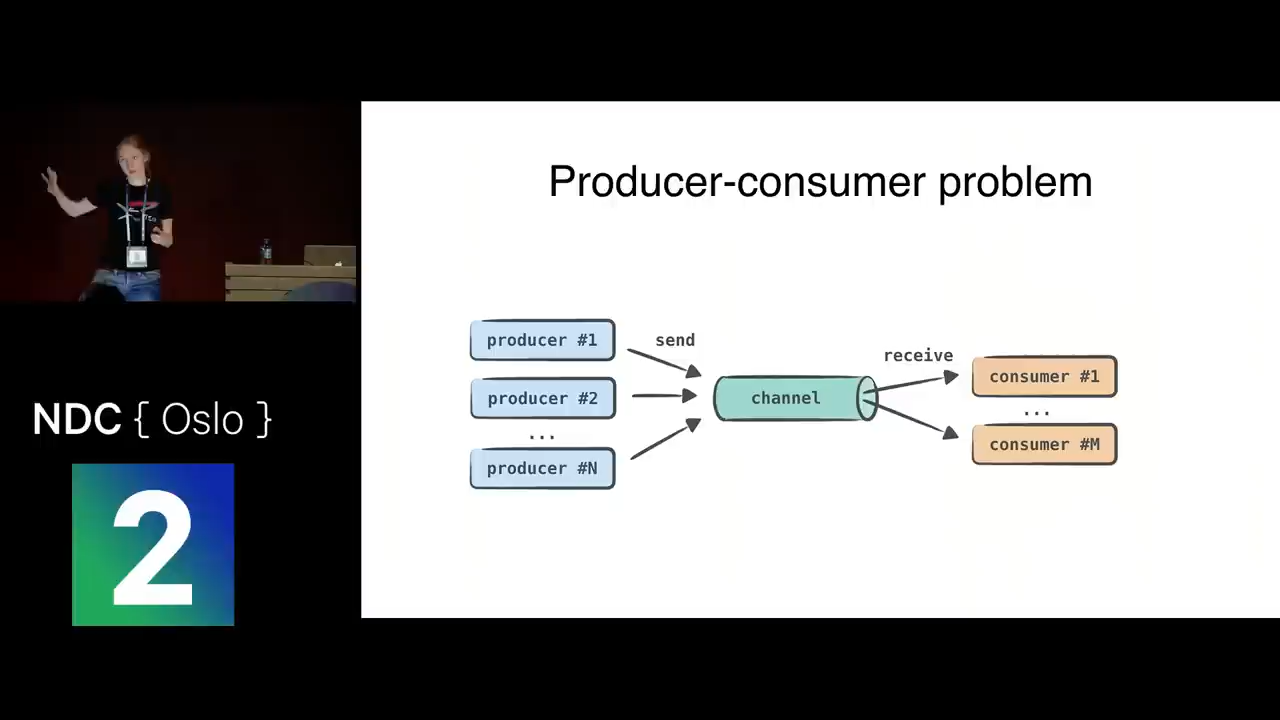 Producer-consumer problem
producer #1
send
producer #2
...
producer #N
channel
receive
consumer #1
...
consumer #M
NDC { Oslo }
2